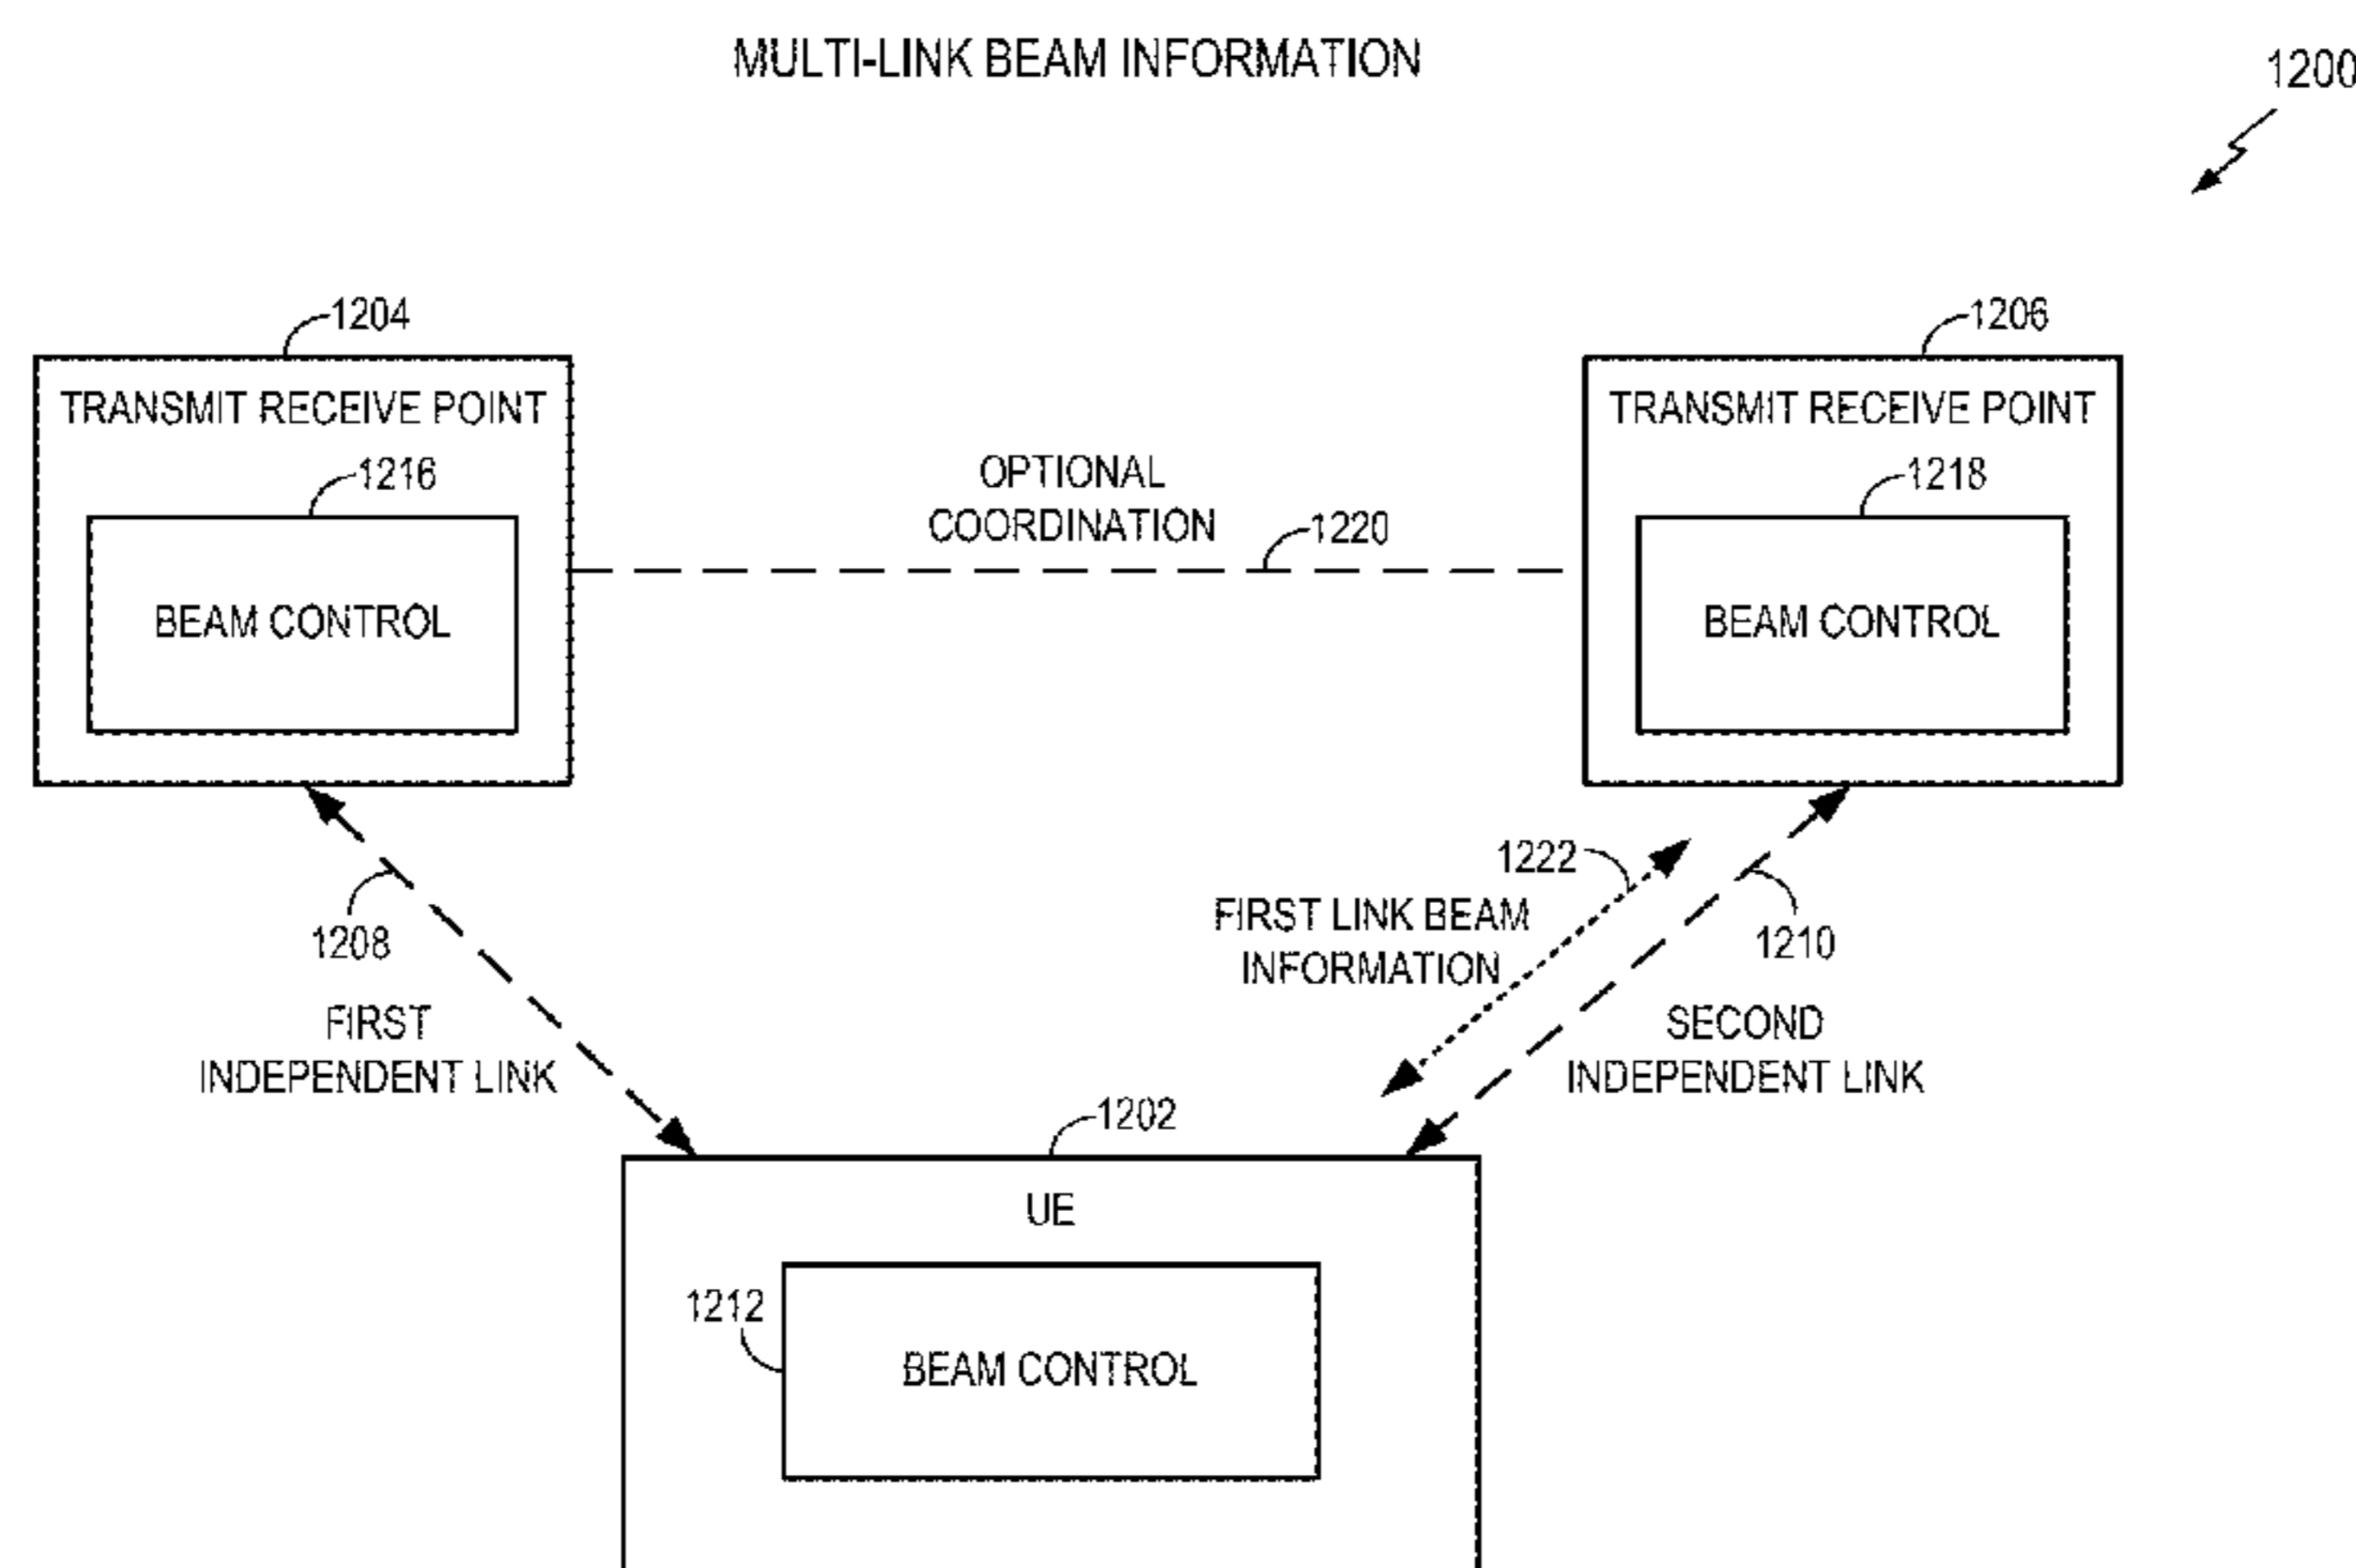 MULTI-LINK BEAM INFORMATION
1200
1204
1206
TRANSMIT RECEIVE POINT
TRANSMIT RECEIVE POINT
1216
1218
OPTIONAL
COORDINATION
1220
BEAM CONTROL
BEAM CONTROL
1222
1208
FIRST LINK BEAM
INFORMATION
1210
FIRST
INDEPENDENT LINK
SECOND
INDEPENDENT LINK
1202
UE
1212
BEAM CONTROL